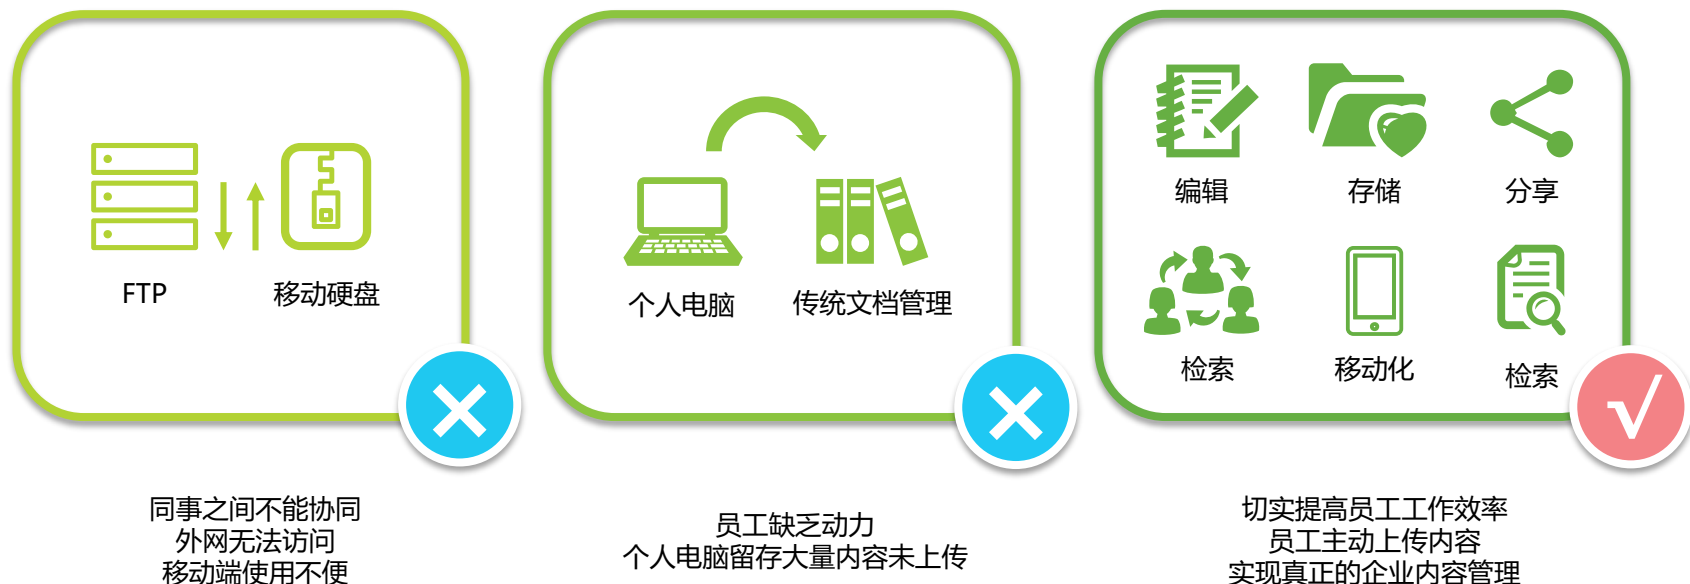 FTP
移动硬盘
同事之间不能协同
外网无法访问
移动端使用不便
个人电脑
传统文档管理
员工缺乏动力
个人电脑留存大量内容未上传
编辑
存储
分享
检索
移动化
检索
切实提高员工工作效率
员工主动上传内容
实现真正的企业内容管理